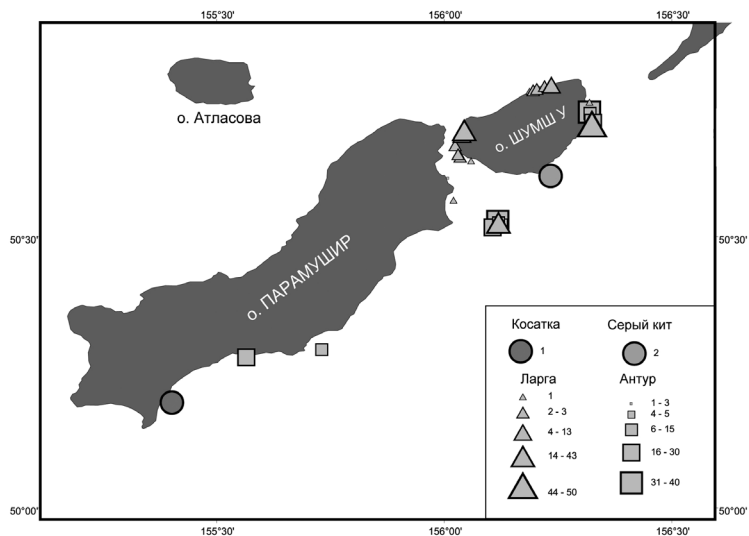 155°30' 156°00' 156°30'
о. Атласова
о. ШУМШ У
50°30' 50°30'
о. ПАРАМУШИР
Косатка Серый кит
1 2
Ларга Антур
1 1 - 3
2 - 3 4 - 5
4 - 13 6 - 15
14 - 43 16 - 30
44 - 50 31 - 40
50°00' 50°00'
155°30' 156°00' 156°30'